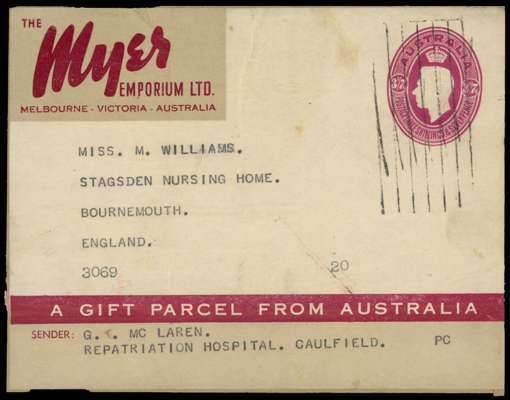 THE
Myer
EMPORIUM LTD.
MELBOURNE - VICTORIA - AUSTRALIA
AUSTRALIA
MISS. M. WILLIAMS.
STAGSDEN NURSING HOME.
BOURNEMOUTH.
ENGLAND.
3069 20
A GIFT PARCEL FROM AUSTRALIA
SENDER: G. MC LAREN.
REPATRIATION HOSPITAL. CAULFIELD. PC